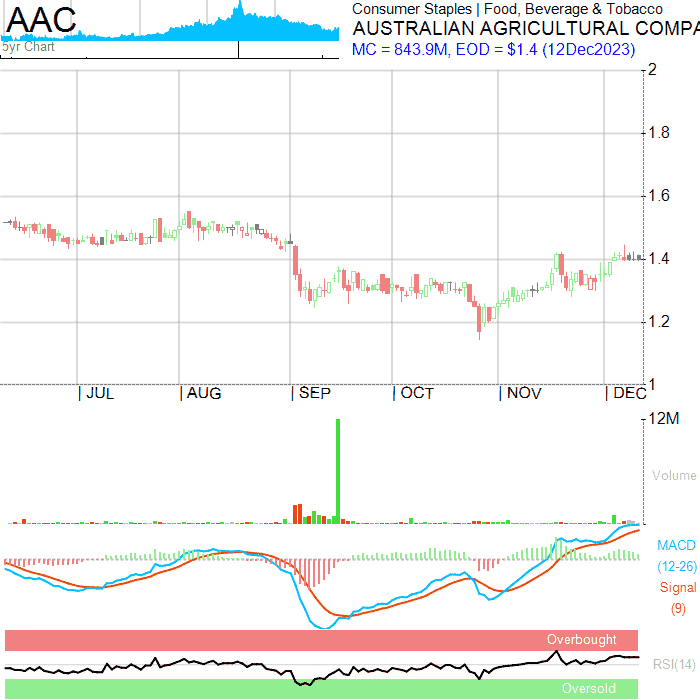 AAC
5yr Chart
Consumer Staples | Food, Beverage & Tobacco
AUSTRALIAN AGRICULTURAL COMPA
MC = 843.9M, EOD = $1.4 (12Dec2023)
2
1.8
1.6
1.4
1.2
1
| JUL | AUG | SEP | OCT | NOV | DEC
12M
Volume
MACD
(12-26)
Signal
(9)
Overbought
RSI(14)
Oversold